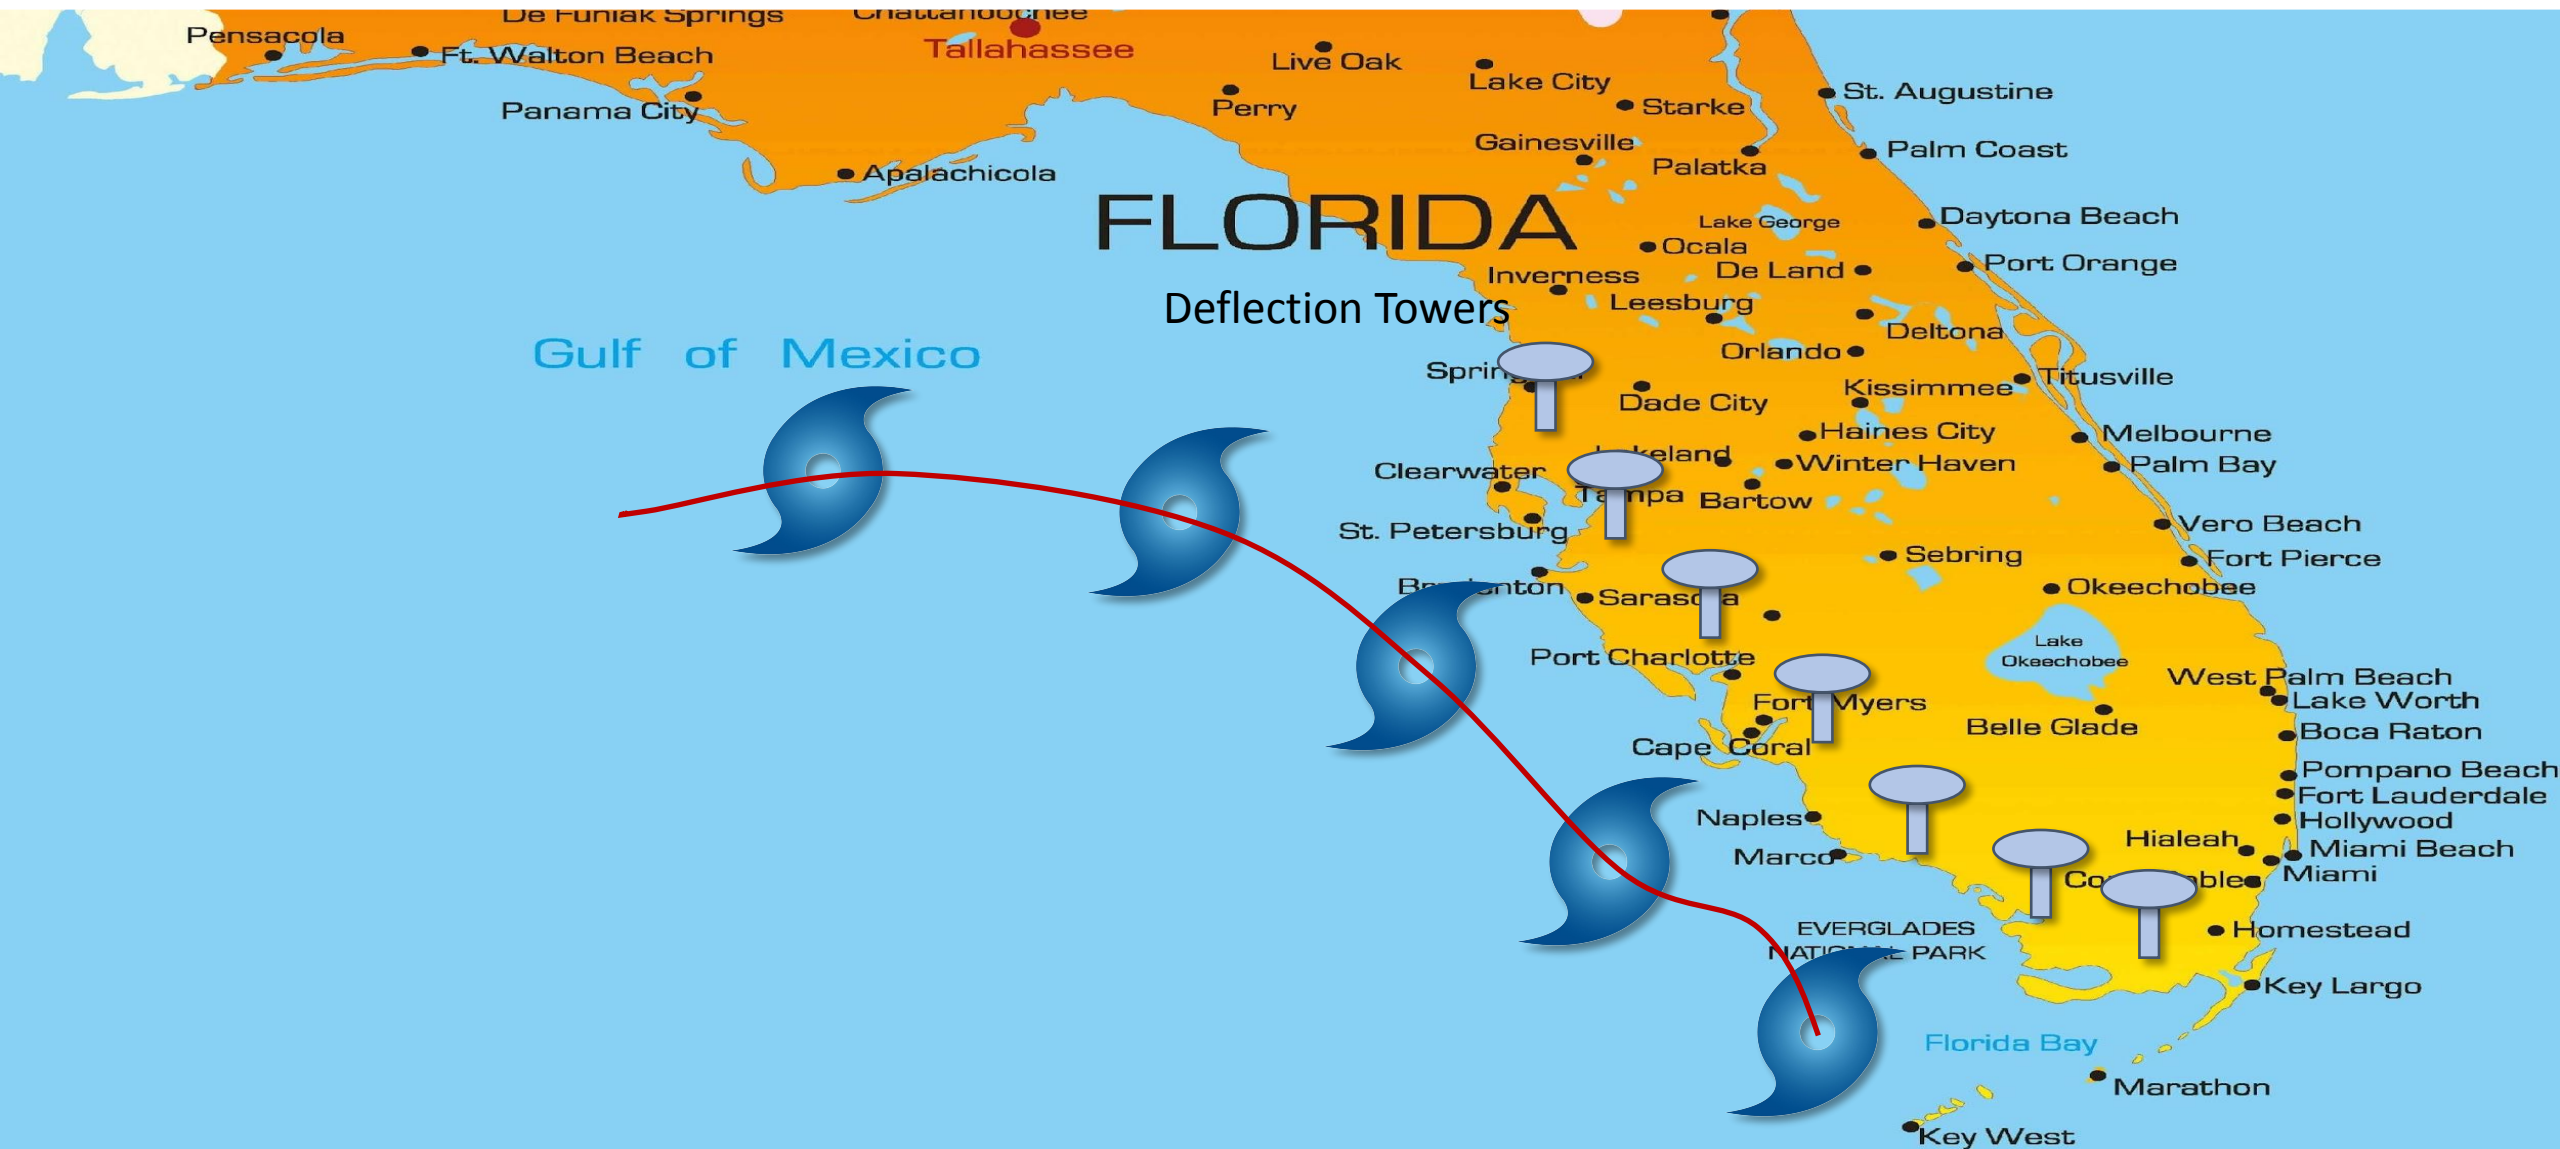 De Funiak Springs
Chattahoochee
Pensacola
Ft. Walton Beach
Tallahassee
Live Oak
Lake City
Panama City
Perry
Starke
St. Augustine
Gainesville
Palatka
Palm Coast
Apalachicola
FLORIDA
Lake George
Daytona Beach
Ocala
Inverness
De Land
Port Orange
Deflection Towers
Leesburg
Deltona
Gulf of Mexico
Orlando
Kissimmee
Titusville
Dade City
Haines City
Melbourne
Clearwater
Winter Haven
Palm Bay
Tampa
Bartow
St. Petersburg
Vero Beach
Sebring
Fort Pierce
Sarasota
Okeechobee
Lake
Okeechobee
Port Charlotte
West Palm Beach
Fort Myers
Lake Worth
Belle Glade
Boca Raton
Cape Coral
Pompano Beach
Fort Lauderdale
Naples
Hollywood
Hialeah
Miami Beach
Marco
Miami
EVERGLADES
NATIONAL PARK
Homestead
Key Largo
Florida Bay
Marathon
Key West